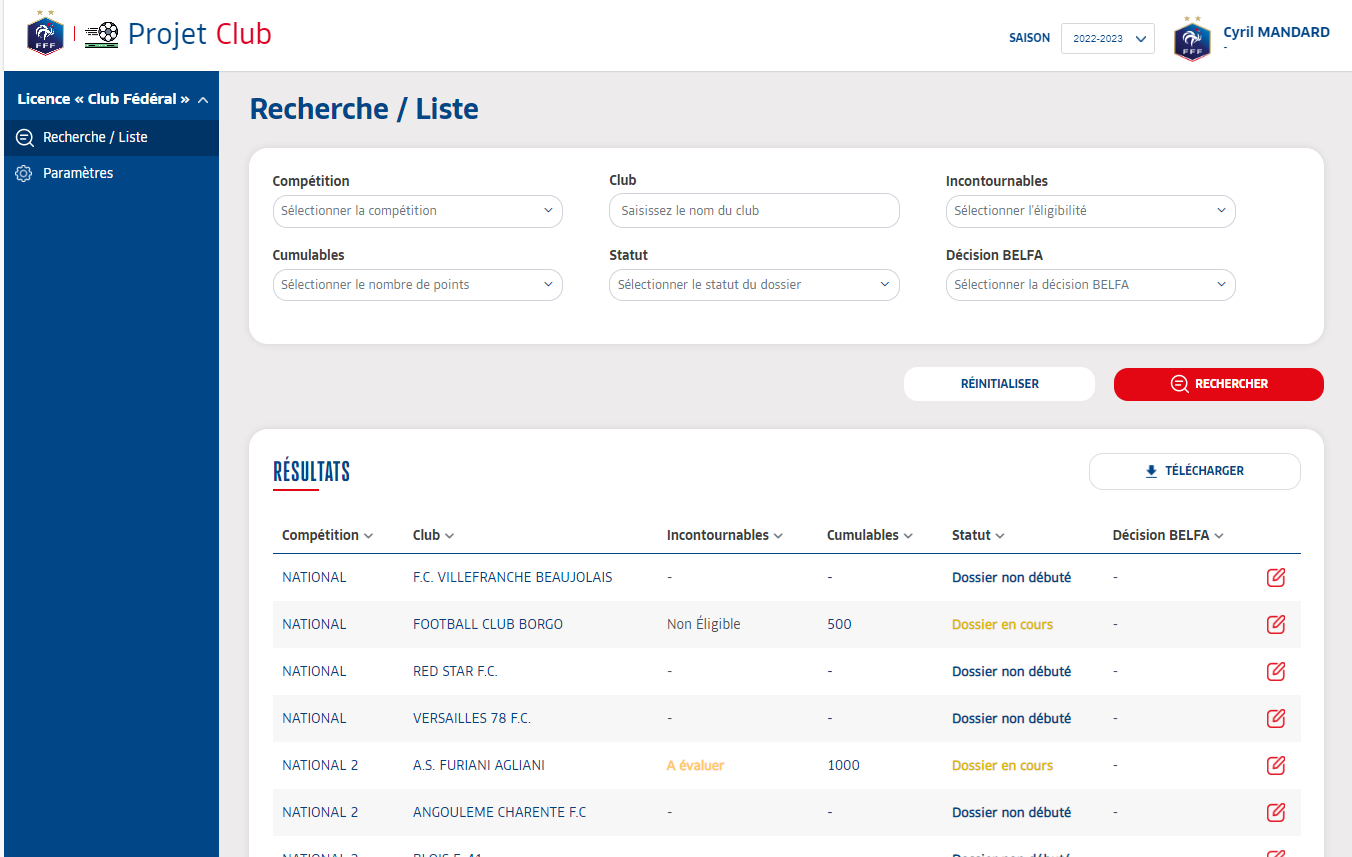 FFF Projet Club
SAISON 2022-2023
FFF
Cyril MANDARD
-
Licence « Club Fédéral »
Recherche / Liste
Paramètres
Recherche / Liste
Compétition Club Incontournables
Sélectionner la compétition Saisissez le nom du club Sélectionner l'éligibilité
Cumulables Statut Décision BELFA
Sélectionner le nombre de points Sélectionner le statut du dossier Sélectionner la décision BELFA
RÉINITIALISER RECHERCHER
RÉSULTATS TÉLÉCHARGER
Compétition Club Incontournables Cumulables Statut Décision BELFA
NATIONAL F.C. VILLEFRANCHE BEAUJOLAIS - - Dossier non débuté -
NATIONAL FOOTBALL CLUB BORGO Non Éligible 500 Dossier en cours -
NATIONAL RED STAR F.C. - - Dossier non débuté -
NATIONAL VERSAILLES 78 F.C. - - Dossier non débuté -
NATIONAL 2 A.S. FURIANI AGLIANI A évaluer 1000 Dossier en cours -
NATIONAL 2 ANGOULEME CHARENTE F.C - - Dossier non débuté -